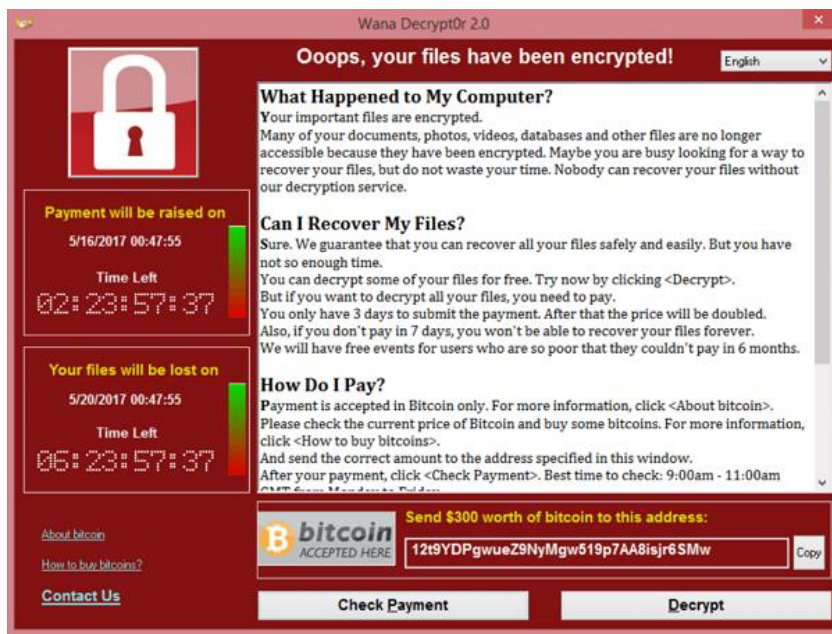 Wana Decrypt0r 2.0
Ooops, your files have been encrypted!
English
What Happened to My Computer?
Your important files are encrypted.
Many of your documents, photos, videos, databases and other files are no longer
accessible because they have been encrypted. Maybe you are busy looking for a way to
recover your files, but do not waste your time. Nobody can recover your files without
our decryption service.
Can I Recover My Files?
Sure. We guarantee that you can recover all your files safely and easily. But you have
not so enough time.
You can decrypt some of your files for free. Try now by clicking <Decrypt>.
But if you want to decrypt all your files, you need to pay.
You only have 3 days to submit the payment. After that the price will be doubled.
Also, if you don't pay in 7 days, you won't be able to recover your files forever.
We will have free events for users who are so poor that they couldn't pay in 6 months.
How Do I Pay?
Payment is accepted in Bitcoin only. For more information, click <About bitcoin>.
Please check the current price of Bitcoin and buy some bitcoins. For more information,
click <How to buy bitcoins>.
And send the correct amount to the address specified in this window.
After your payment, click <Check Payment>. Best time to check: 9:00am - 11:00am
GMT from Monday to Friday
Payment will be raised on
5/16/2017 00:47:55
Time Left
02:23:57:37
Your files will be lost on
5/20/2017 00:47:55
Time Left
06:23:57:37
About bitcoin
How to buy bitcoins?
Contact Us
bitcoin
ACCEPTED HERE
Send $300 worth of bitcoin to this address:
12t9YDPgwueZ9NyMgw519p7AA8isjr6SMw
Copy
Check Payment
Decrypt